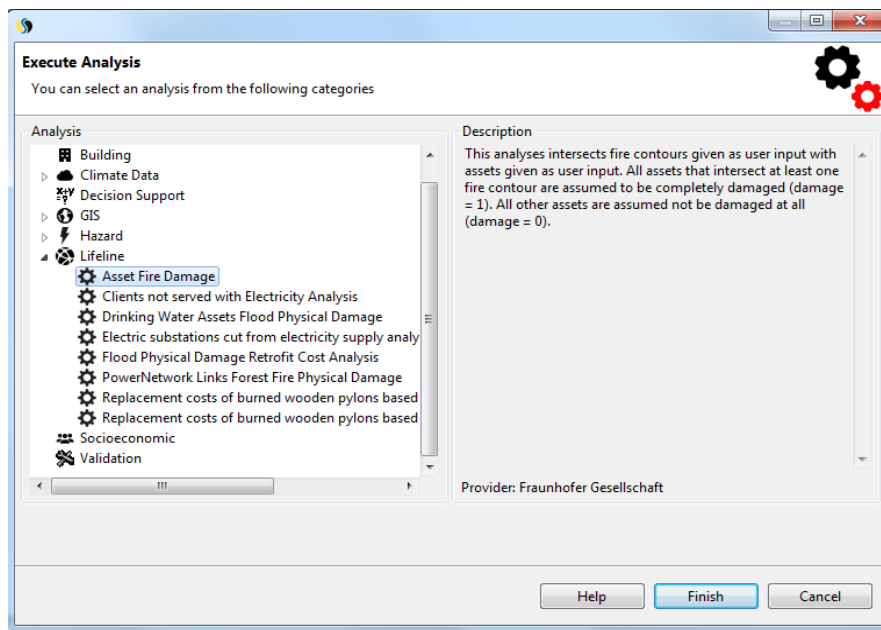 Execute Analysis
You can select an analysis from the following categories
Analysis
Building
Climate Data
Decision Support
GIS
Hazard
Lifeline
Asset Fire Damage
Clients not served with Electricity Analysis
Drinking Water Assets Flood Physical Damage
Electric substations cut from electricity supply analy
Flood Physical Damage Retrofit Cost Analysis
PowerNetwork Links Forest Fire Physical Damage
Replacement costs of burned wooden pylons based
Replacement costs of burned wooden pylons based
Socioeconomic
Validation
Description
This analyses intersects fire contours given as user input with
assets given as user input. All assets that intersect at least one
fire contour are assumed to be completely damaged (damage
= 1). All other assets are assumed not be damaged at all
(damage = 0).
Provider: Fraunhofer Gesellschaft
Help
Finish
Cancel